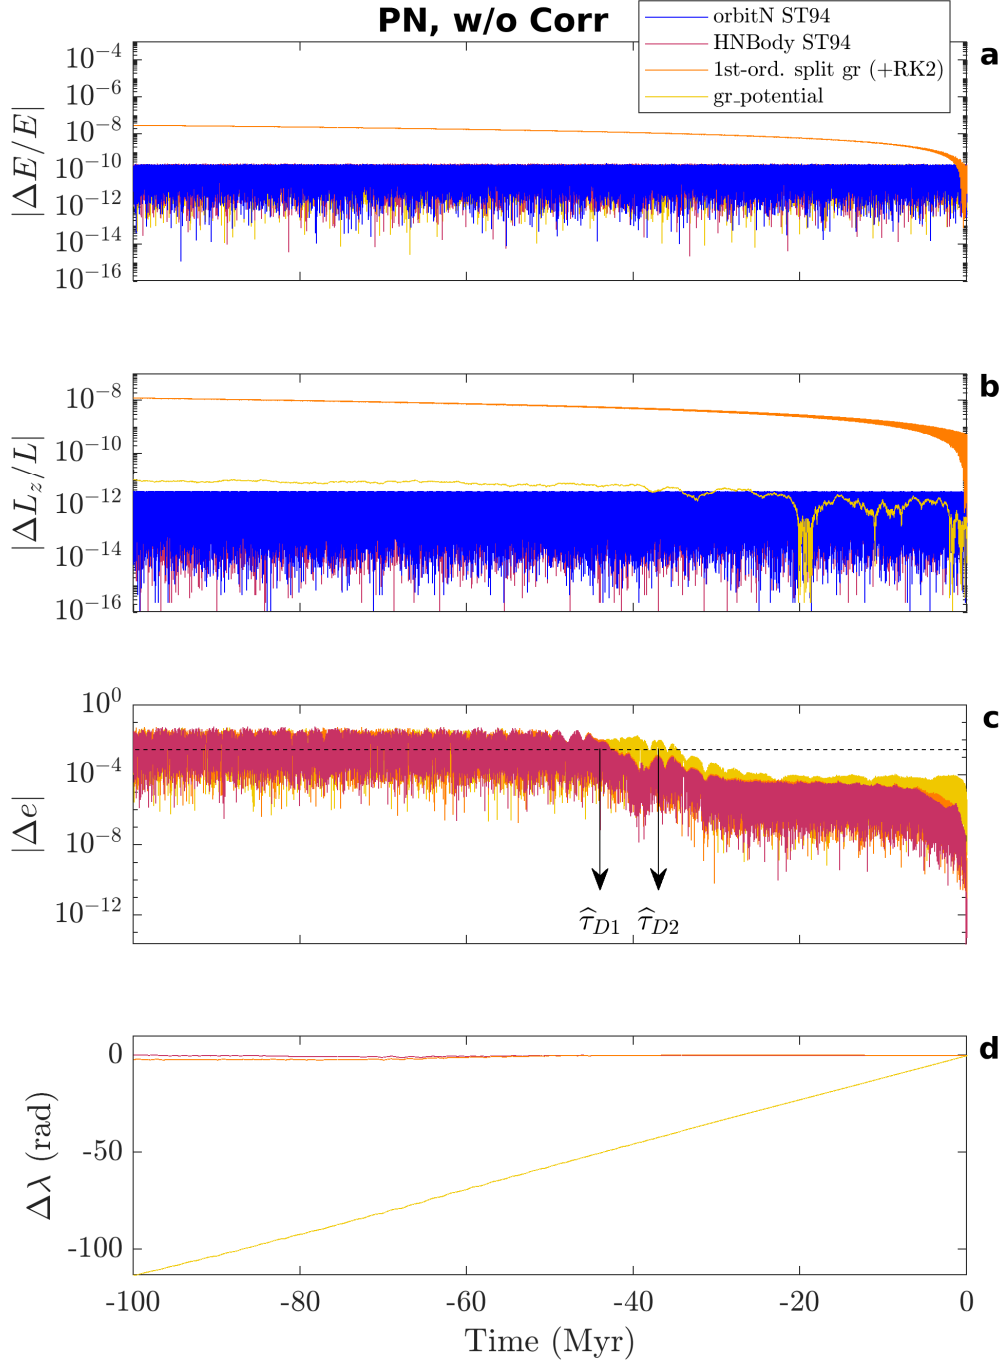 PN, w/o Corr
orbitN ST94
HNBody ST94
1st-ord. split gr (+RK2)
gr_potential
a
|ΔE/E|
10⁻⁴
10⁻⁶
10⁻⁸
10⁻¹⁰
10⁻¹²
10⁻¹⁴
10⁻¹⁶
b
|ΔL_z/L|
10⁻⁸
10⁻¹⁰
10⁻¹²
10⁻¹⁴
10⁻¹⁶
c
|Δe|
10⁰
10⁻⁴
10⁻⁸
10⁻¹²
τ̂_D1 τ̂_D2
d
Δλ (rad)
0
-50
-100
-100 -80 -60 -40 -20 0
Time (Myr)